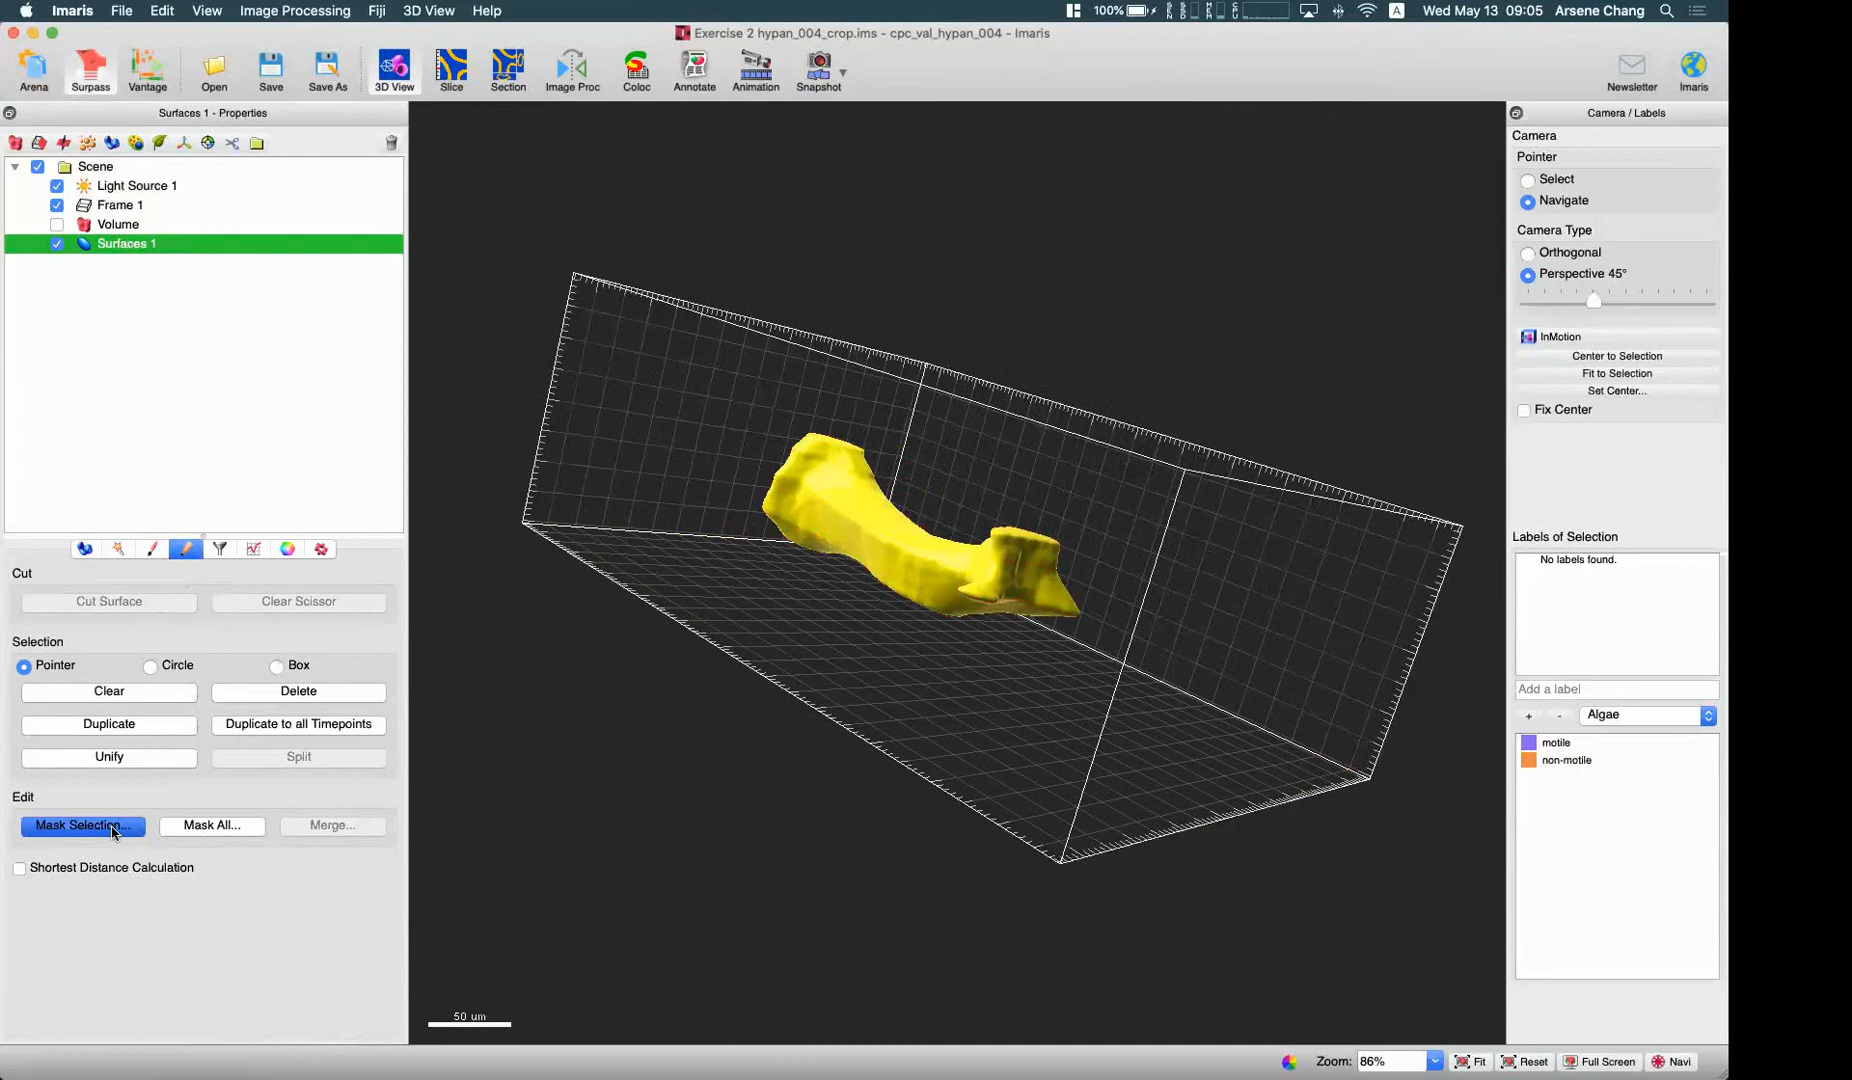 Imaris File Edit View Image Processing Fiji 3D View Help
100% A Wed May 13 09:05 Arsene Chang
Exercise 2 hypan_004_crop.ims - cpc_val_hypan_004 - Imaris
Arena Surpass Vantage Open Save Save As 3D View Slice Section Image Proc Coloc Annotate Animation Snapshot Newsletter Imaris
Surfaces 1 - Properties
Scene
Light Source 1
Frame 1
Volume
Surfaces 1
Cut
Cut Surface Clear Scissor
Selection
Pointer Circle Box
Clear Delete
Duplicate Duplicate to all Timepoints
Unify Split
Edit
Mask Selection... Mask All... Merge...
Shortest Distance Calculation
50 um
Camera / Labels
Camera
Pointer
Select
Navigate
Camera Type
Orthogonal
Perspective 45°
InMotion
Center to Selection
Fit to Selection
Set Center...
Fix Center
Labels of Selection
No labels found.
Add a label
+ - Algae
motile
non-motile
Zoom: 86% Fit Reset Full Screen Navi